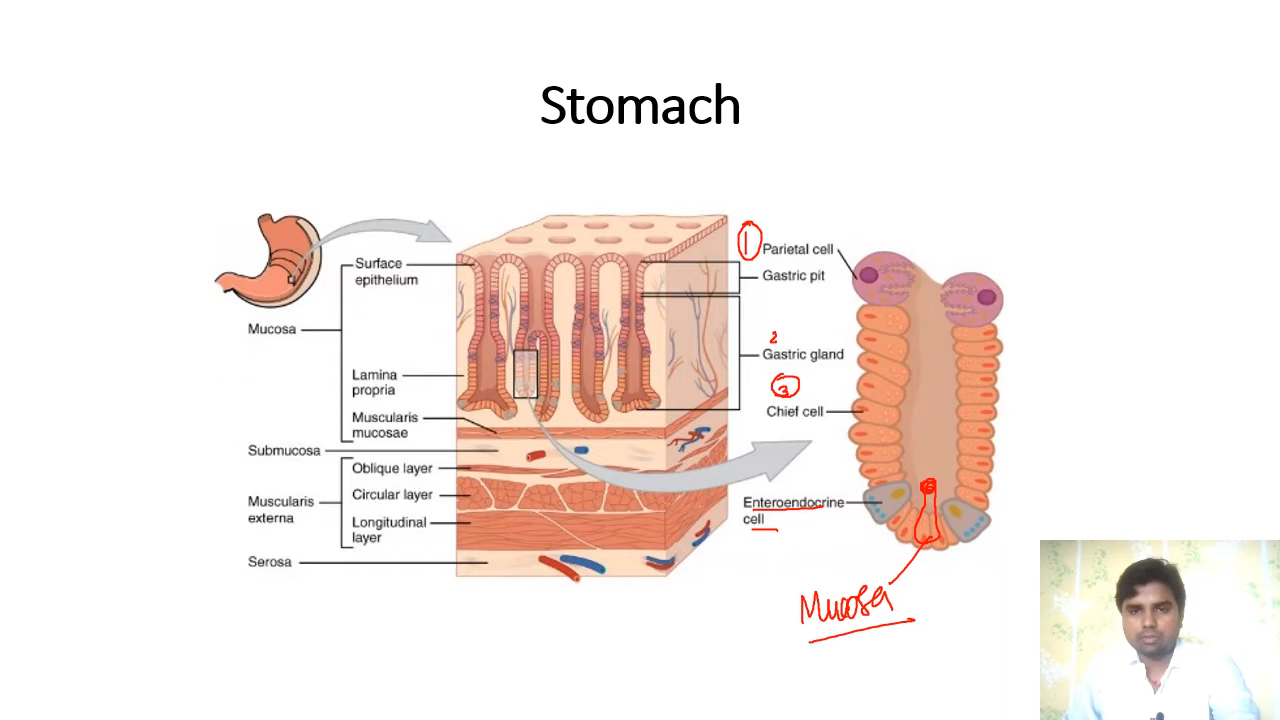 Stomach
Surface
epithelium
Mucosa
Lamina
propria
Muscularis
mucosae
Submucosa
Oblique layer
Muscularis
externa
Circular layer
Longitudinal
layer
Serosa
1
Parietal cell
Gastric pit
2
Gastric gland
3
Chief cell
Enteroendocrine
cell
Mucosa